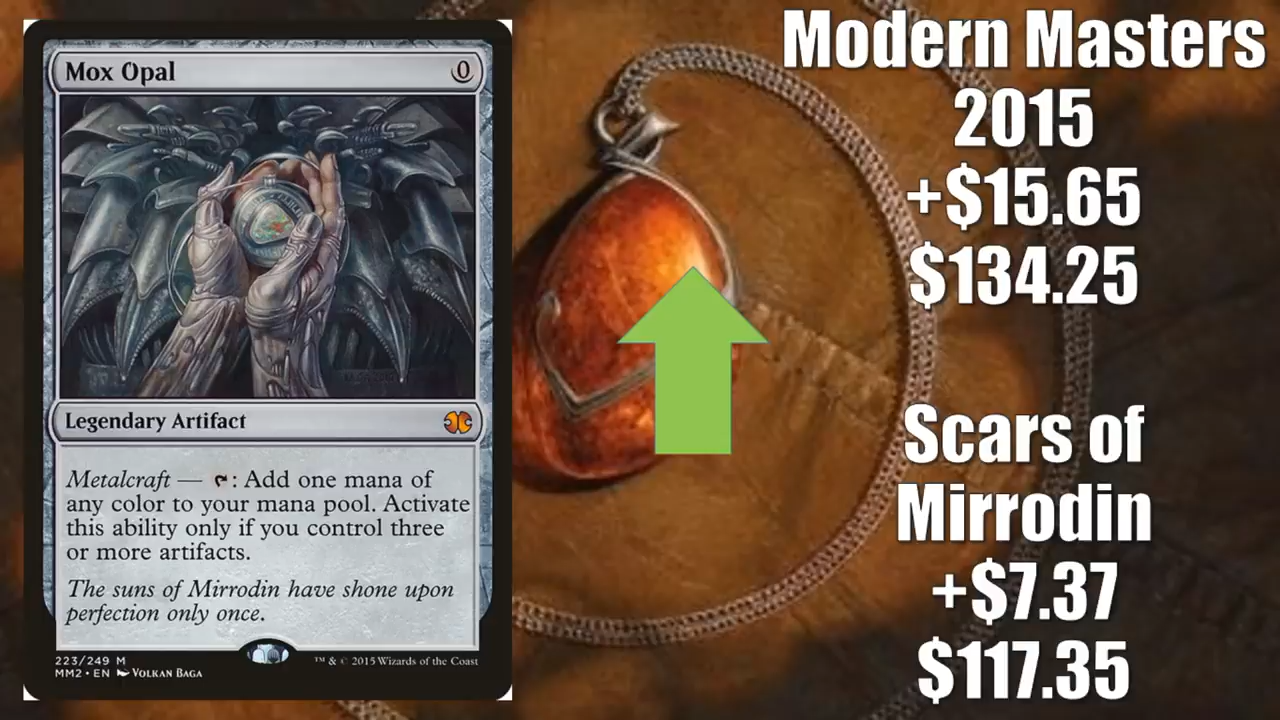 Mox Opal
0
Legendary Artifact
Metalcraft — : Add one mana of
any color to your mana pool. Activate
this ability only if you control three
or more artifacts.
The suns of Mirrodin have shone upon
perfection only once.
223/249 M
MM2 • EN VOLKAN BAGA
™ & © 2015 Wizards of the Coast
Modern Masters
2015
+$15.65
$134.25
Scars of
Mirrodin
+$7.37
$117.35